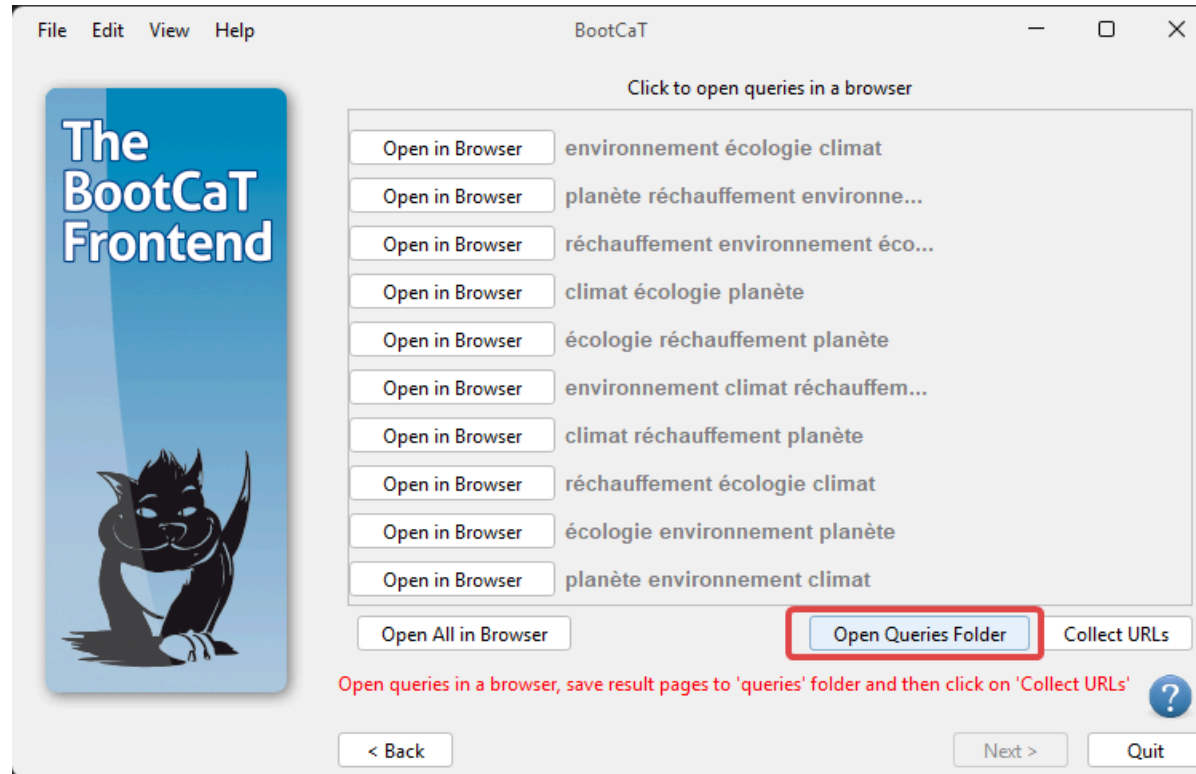 File Edit View Help BootCaT
Click to open queries in a browser
The
BootCaT
Frontend
Open in Browser environnement écologie climat
Open in Browser planète réchauffement environne...
Open in Browser réchauffement environnement éco...
Open in Browser climat écologie planète
Open in Browser écologie réchauffement planète
Open in Browser environnement climat réchauffem...
Open in Browser climat réchauffement planète
Open in Browser réchauffement écologie climat
Open in Browser écologie environnement planète
Open in Browser planète environnement climat
Open All in Browser Open Queries Folder Collect URLs
Open queries in a browser, save result pages to 'queries' folder and then click on 'Collect URLs' ?
< Back Next > Quit